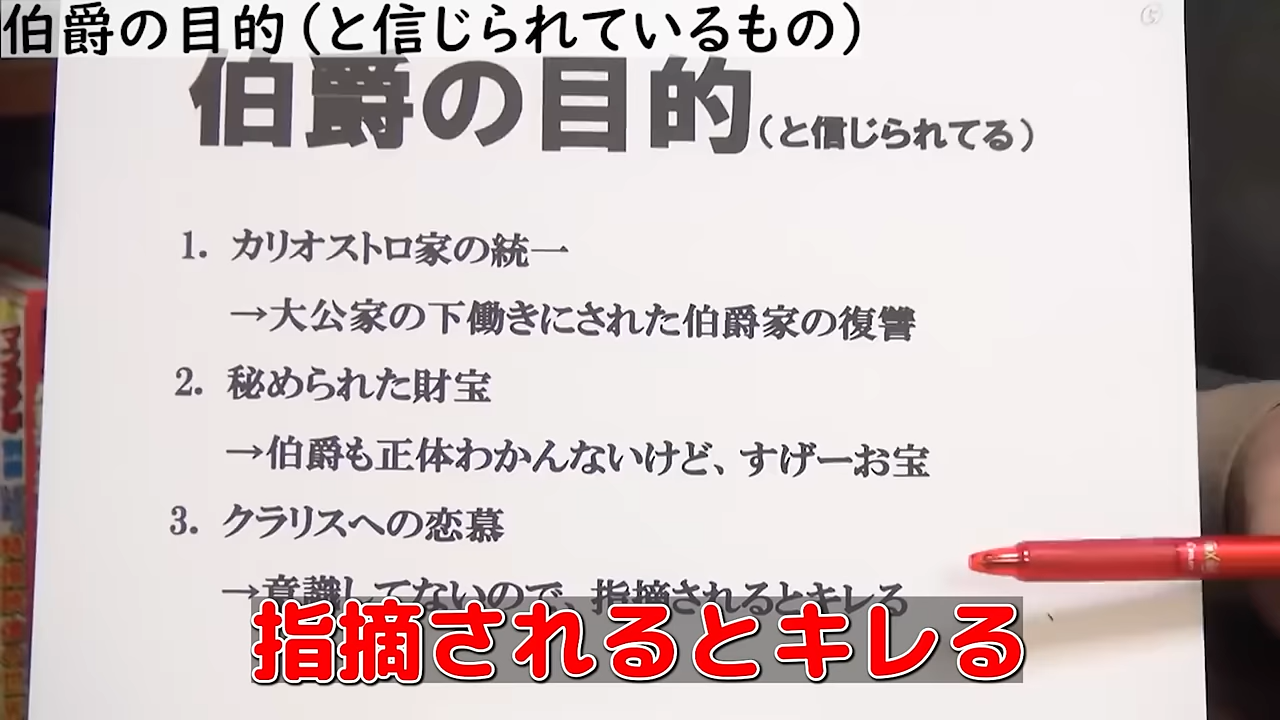 伯爵の目的（と信じられているもの）
⑤
伯爵の目的（と信じられてる）
1. カリオストロ家の統一
→大公家の下働きにされた伯爵家の復讐
2. 秘められた財宝
→伯爵も正体わかんないけど、すげーお宝
3. クラリスへの恋慕
→意識してないので、指摘されるとキレる
指摘されるとキレる